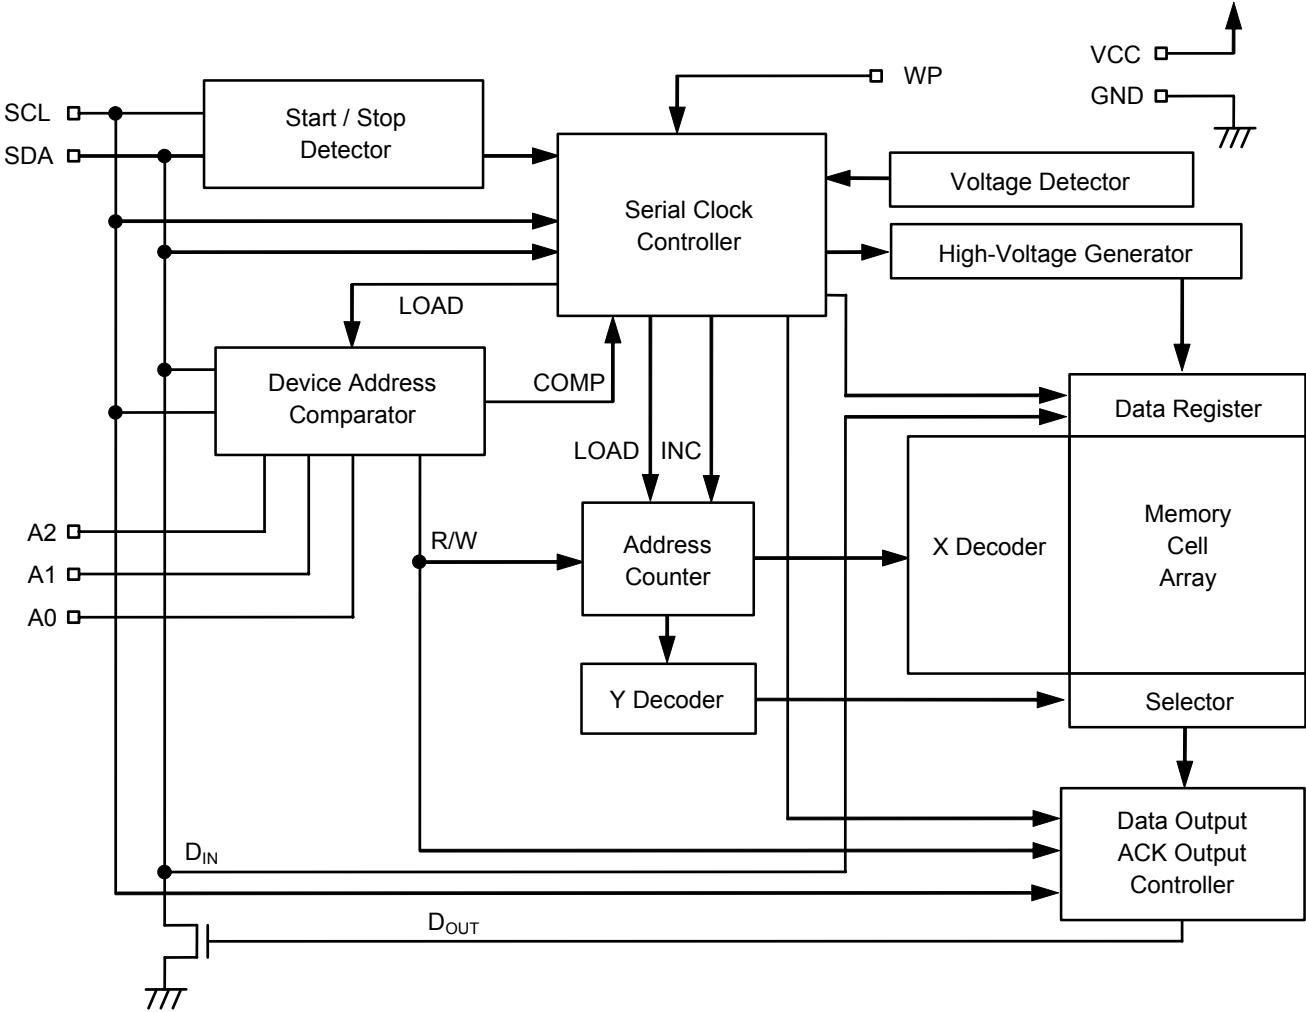 VCC
WP
GND
SCL
SDA
Start / Stop
Detector
Voltage Detector
Serial Clock
Controller
High-Voltage Generator
LOAD
Device Address
Comparator
COMP
Data Register
LOAD
INC
A2
A1
A0
R/W
Address
Counter
X Decoder
Memory
Cell
Array
Y Decoder
Selector
Data Output
ACK Output
Controller
DIN
DOUT